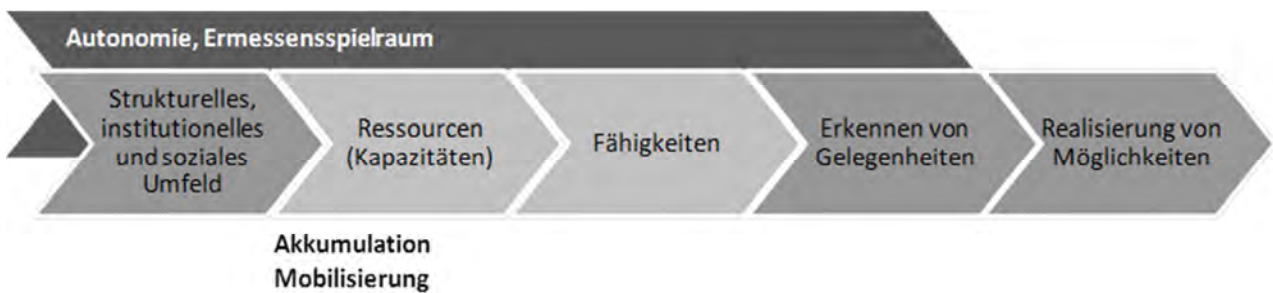 Autonomie, Ermessensspielraum
Strukturelles,
institutionelles
und soziales
Umfeld
Ressourcen
(Kapazitäten)
Fähigkeiten
Erkennen von
Gelegenheiten
Realisierung von
Möglichkeiten
Akkumulation
Mobilisierung